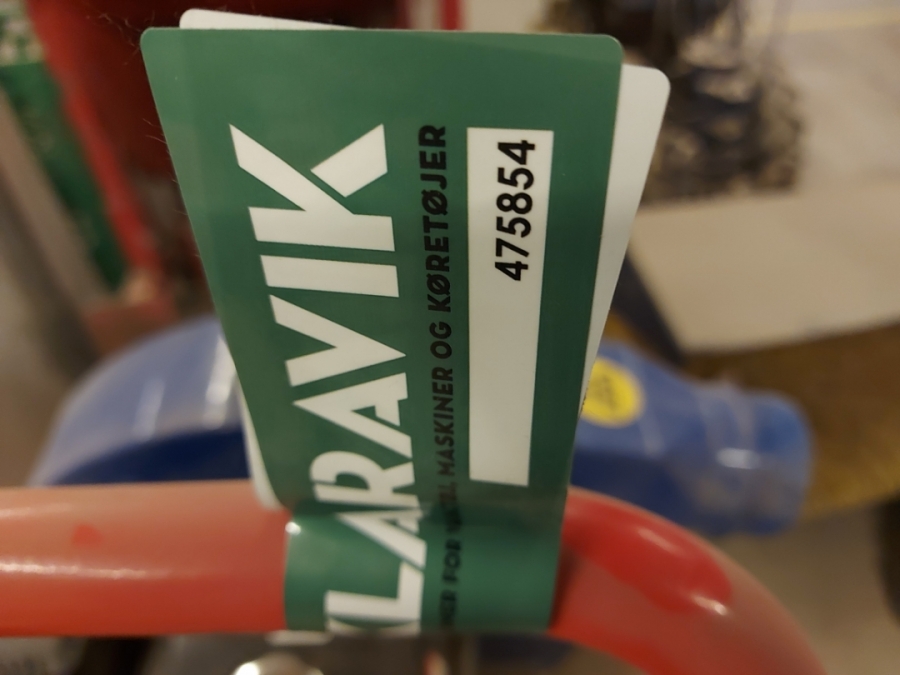 KLARAVIK
MASKINER OG KØRETØJER
475854